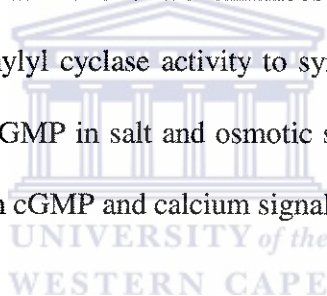 ylyl cyclase activity to sy
GMP in salt and osmotic s
n cGMP and calcium signal
UNIVERSITY of the
WESTERN CAPE